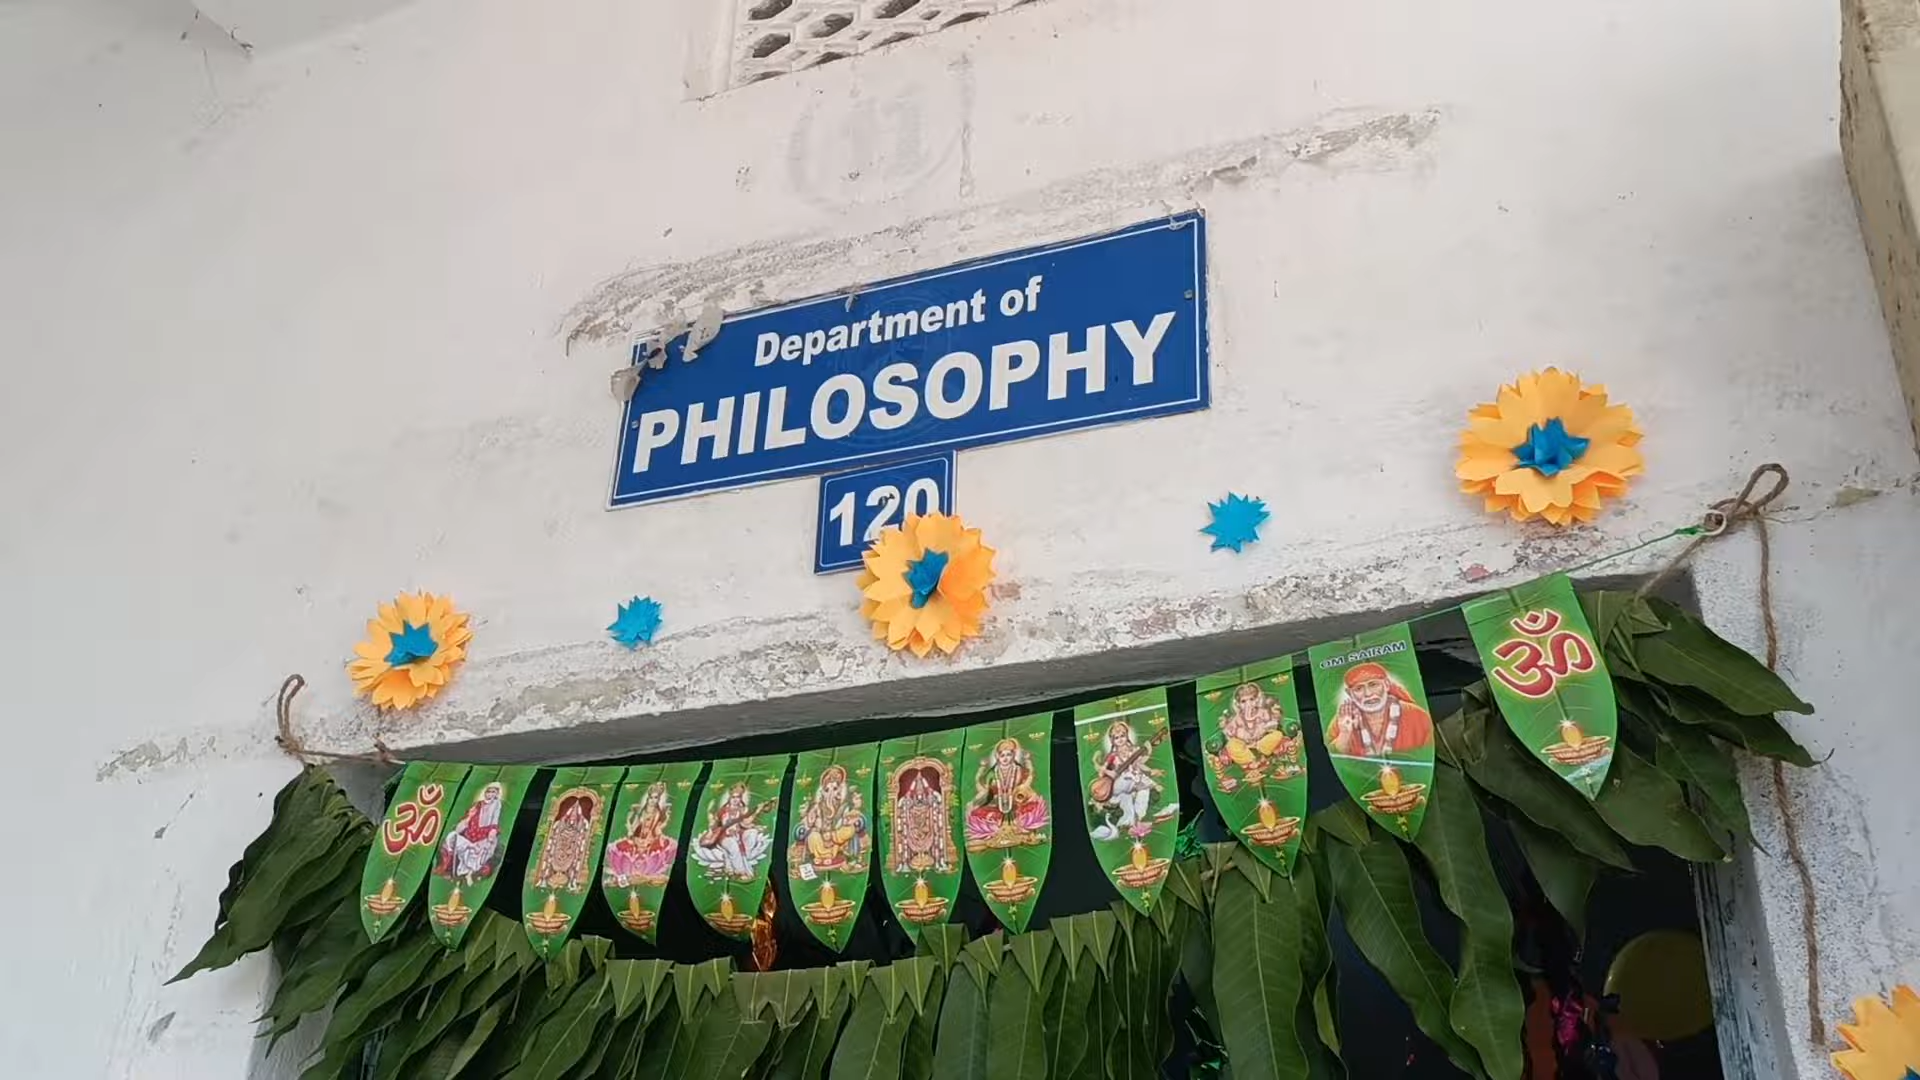 Department of
PHILOSOPHY
120
OM SAIRAM
ॐ
ॐ